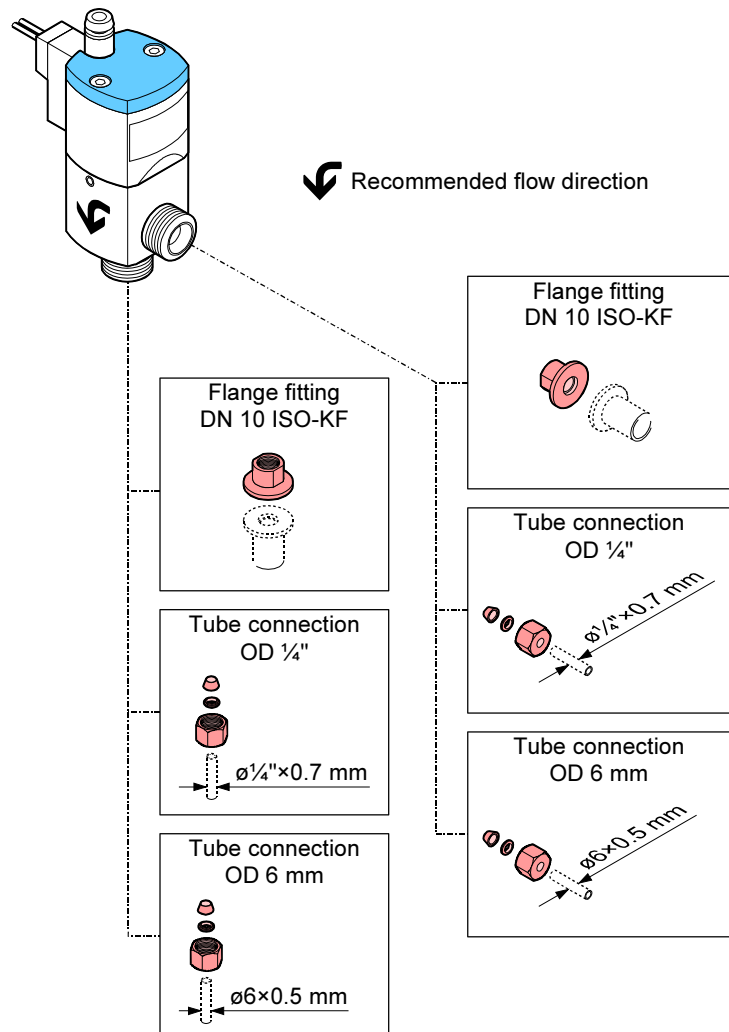 Recommended flow direction
Flange fitting
DN 10 ISO-KF
Tube connection
OD ¼"
ø¼"×0.7 mm
Tube connection
OD 6 mm
ø6×0.5 mm
Flange fitting
DN 10 ISO-KF
Tube connection
OD ¼"
ø¼"×0.7 mm
Tube connection
OD 6 mm
ø6×0.5 mm